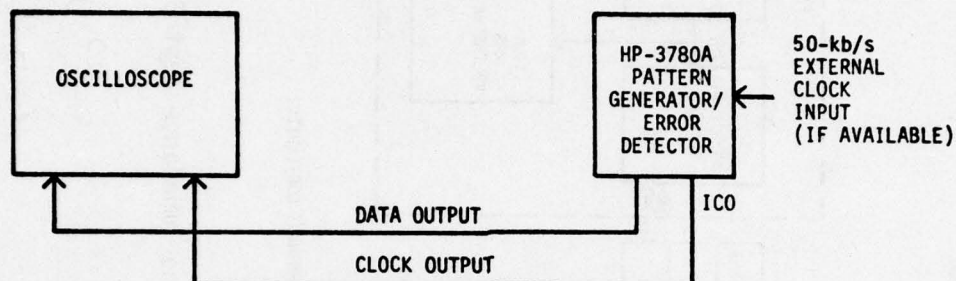 OSCILLOSCOPE
HP-3780A
PATTERN
GENERATOR/
ERROR
DETECTOR
50-kb/s
EXTERNAL
CLOCK
INPUT
(IF AVAILABLE)
ICO
DATA OUTPUT
CLOCK OUTPUT